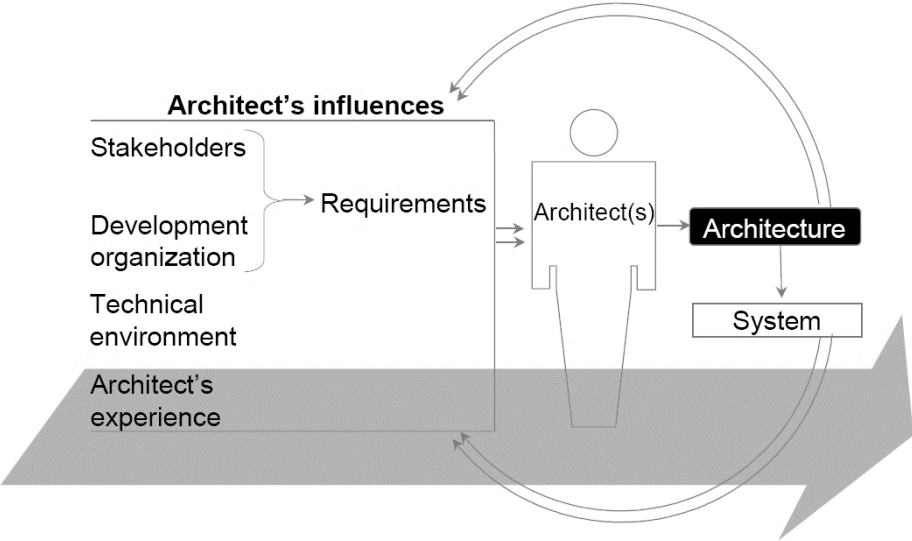 Architect's influences
Stakeholders
Requirements
Development
organization
Technical
environment
Architect's
experience
Architect(s)
Architecture
System